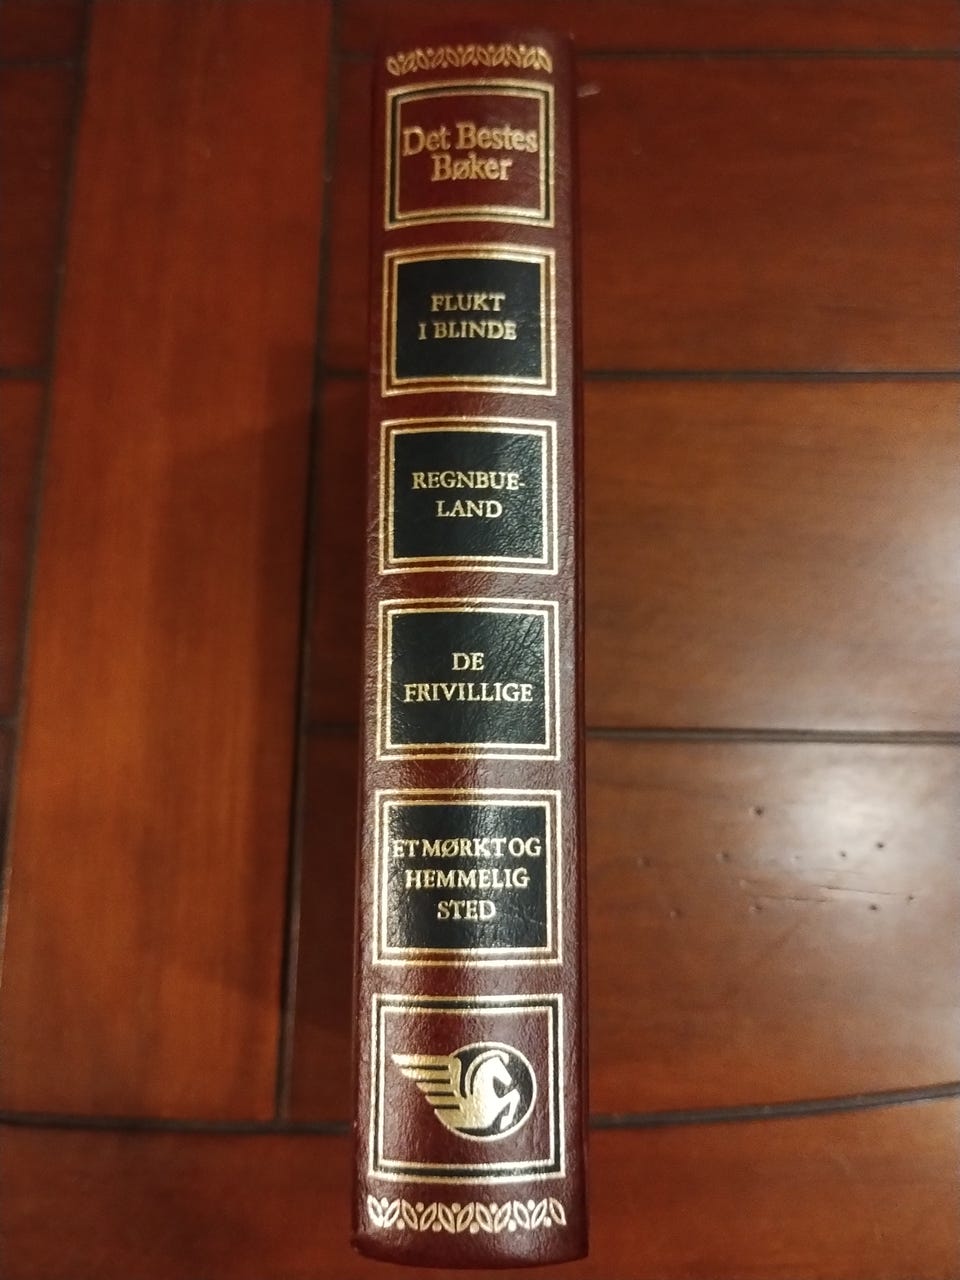 Det Bestes
Bøker
FLUKT
I BLINDE
REGNBUE-
LAND
DE
FRIVILLIGE
ET MØRKT OG
HEMMELIG
STED